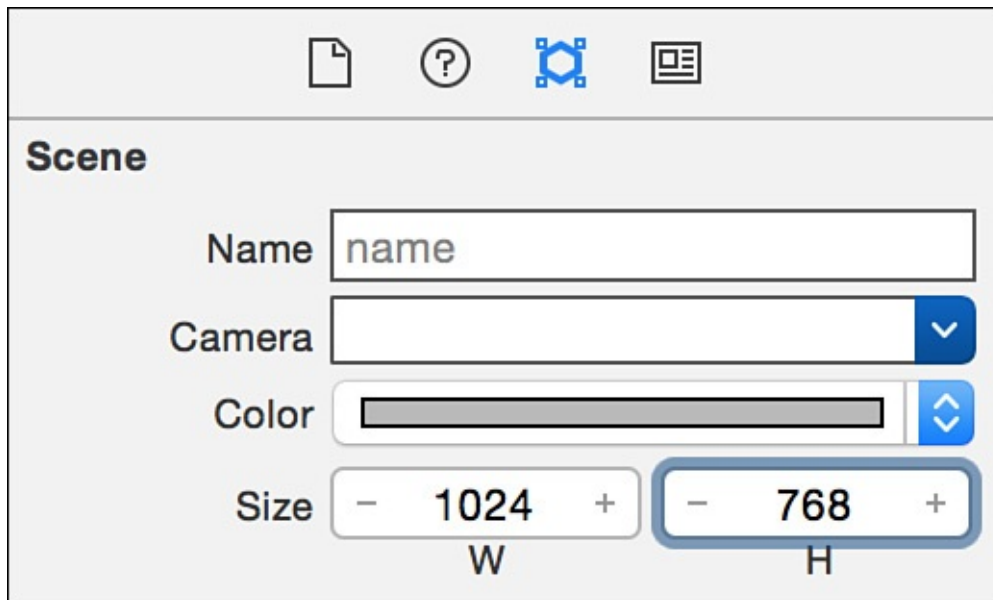 ?
Scene
Name name
Camera
Color
Size - 1024 + - 768 +
W H